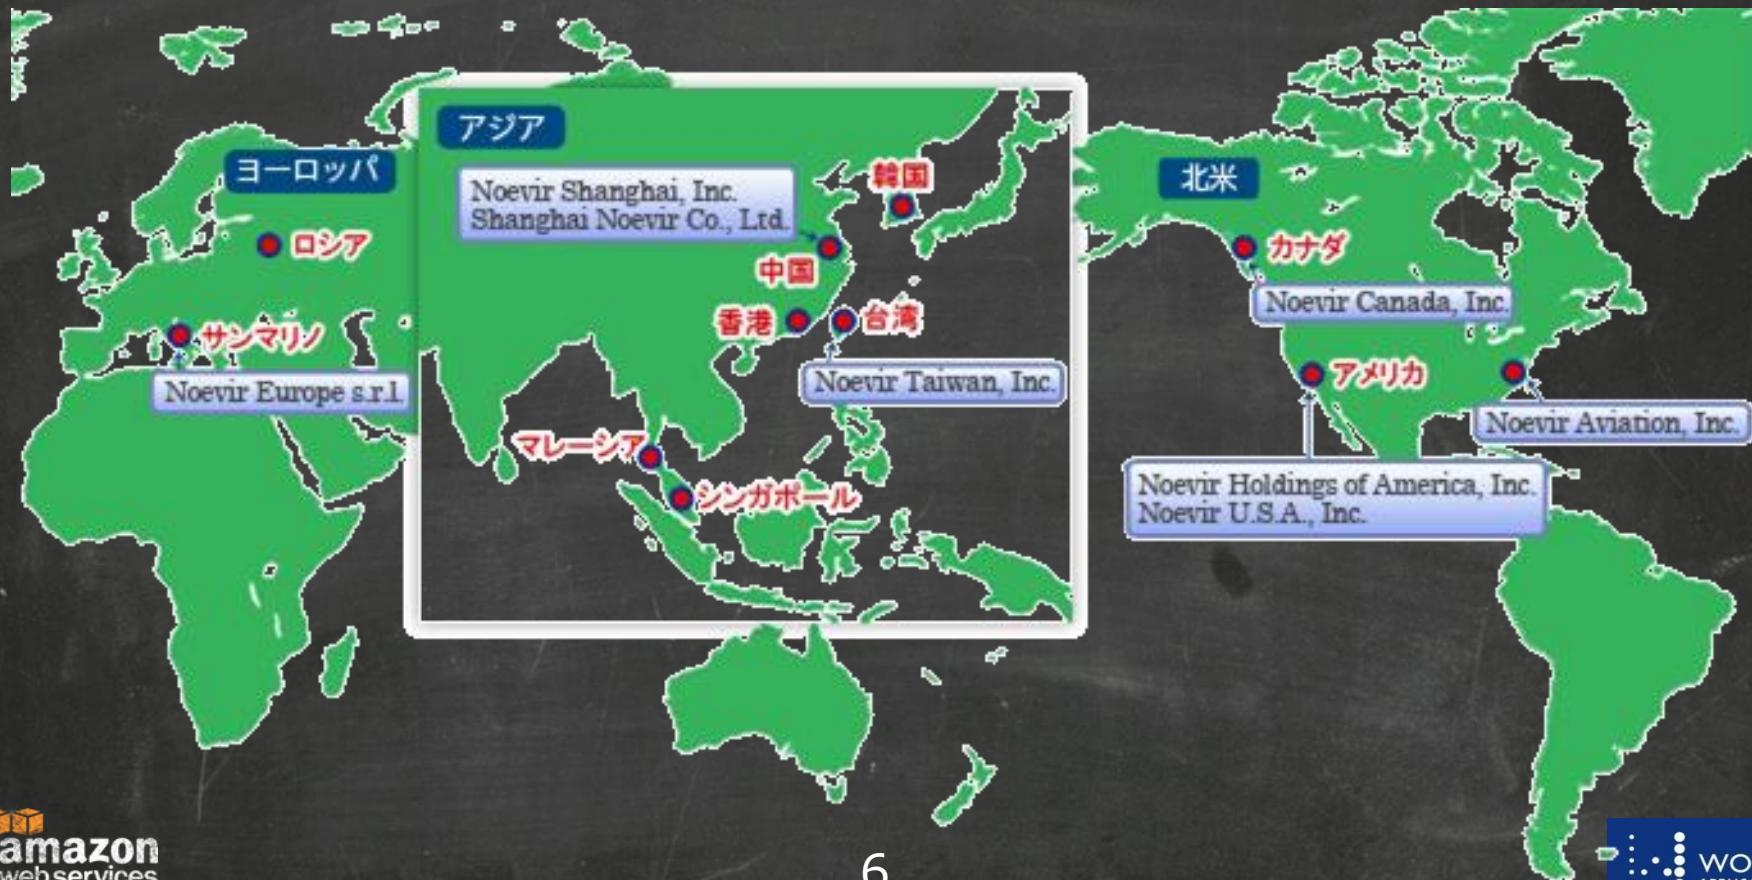 アジア
ヨーロッパ
北米
Noevir Shanghai, Inc.
Shanghai Noevir Co., Ltd.
韓国
ロシア
中国
カナダ
Noevir Canada, Inc.
香港
台湾
サンマリノ
Noevir Europe s.r.l.
Noevir Taiwan, Inc.
アメリカ
Noevir Aviation, Inc.
マレーシア
シンガポール
Noevir Holdings of America, Inc.
Noevir U.S.A., Inc.
amazon
webservices
6
WO